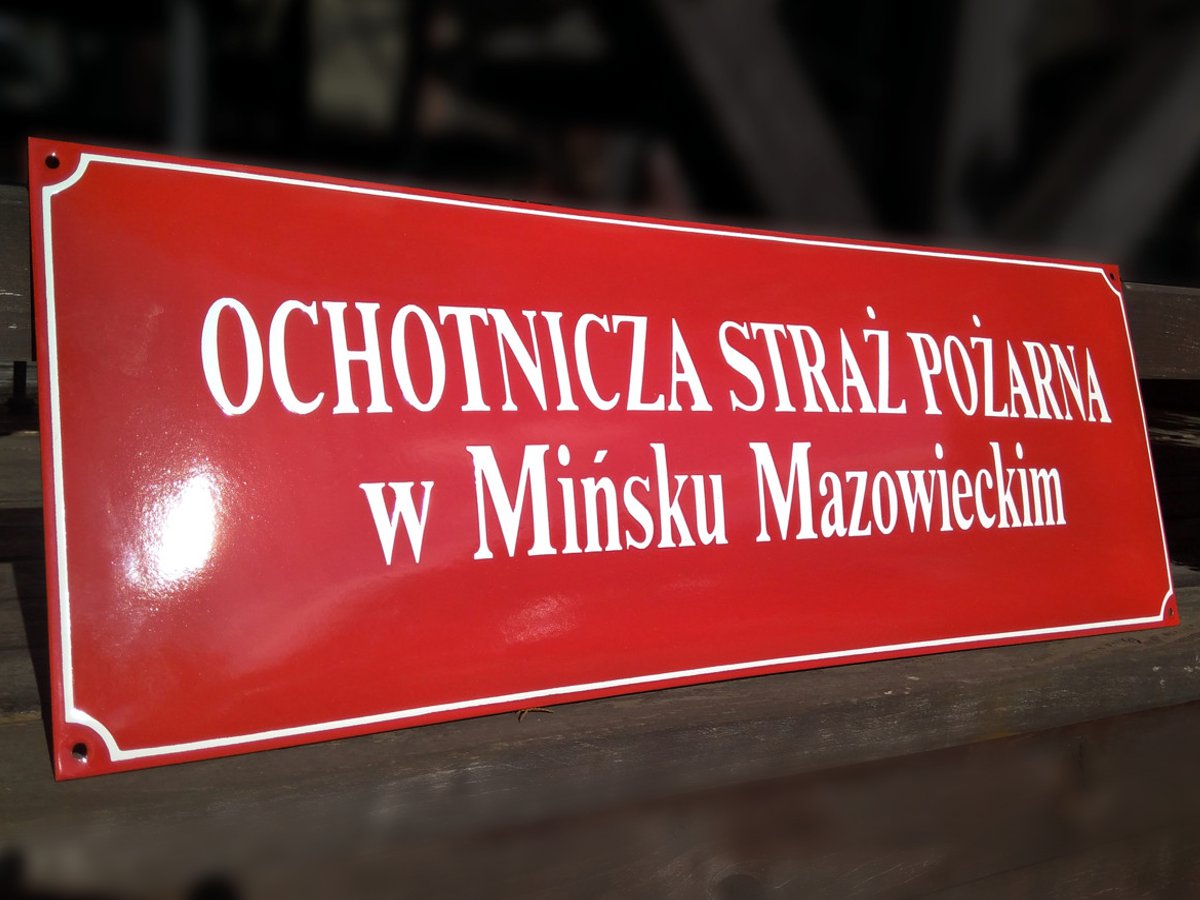 OCHOTNICZA STRAŻ POŻARNA
w Mińsku Mazowieckim